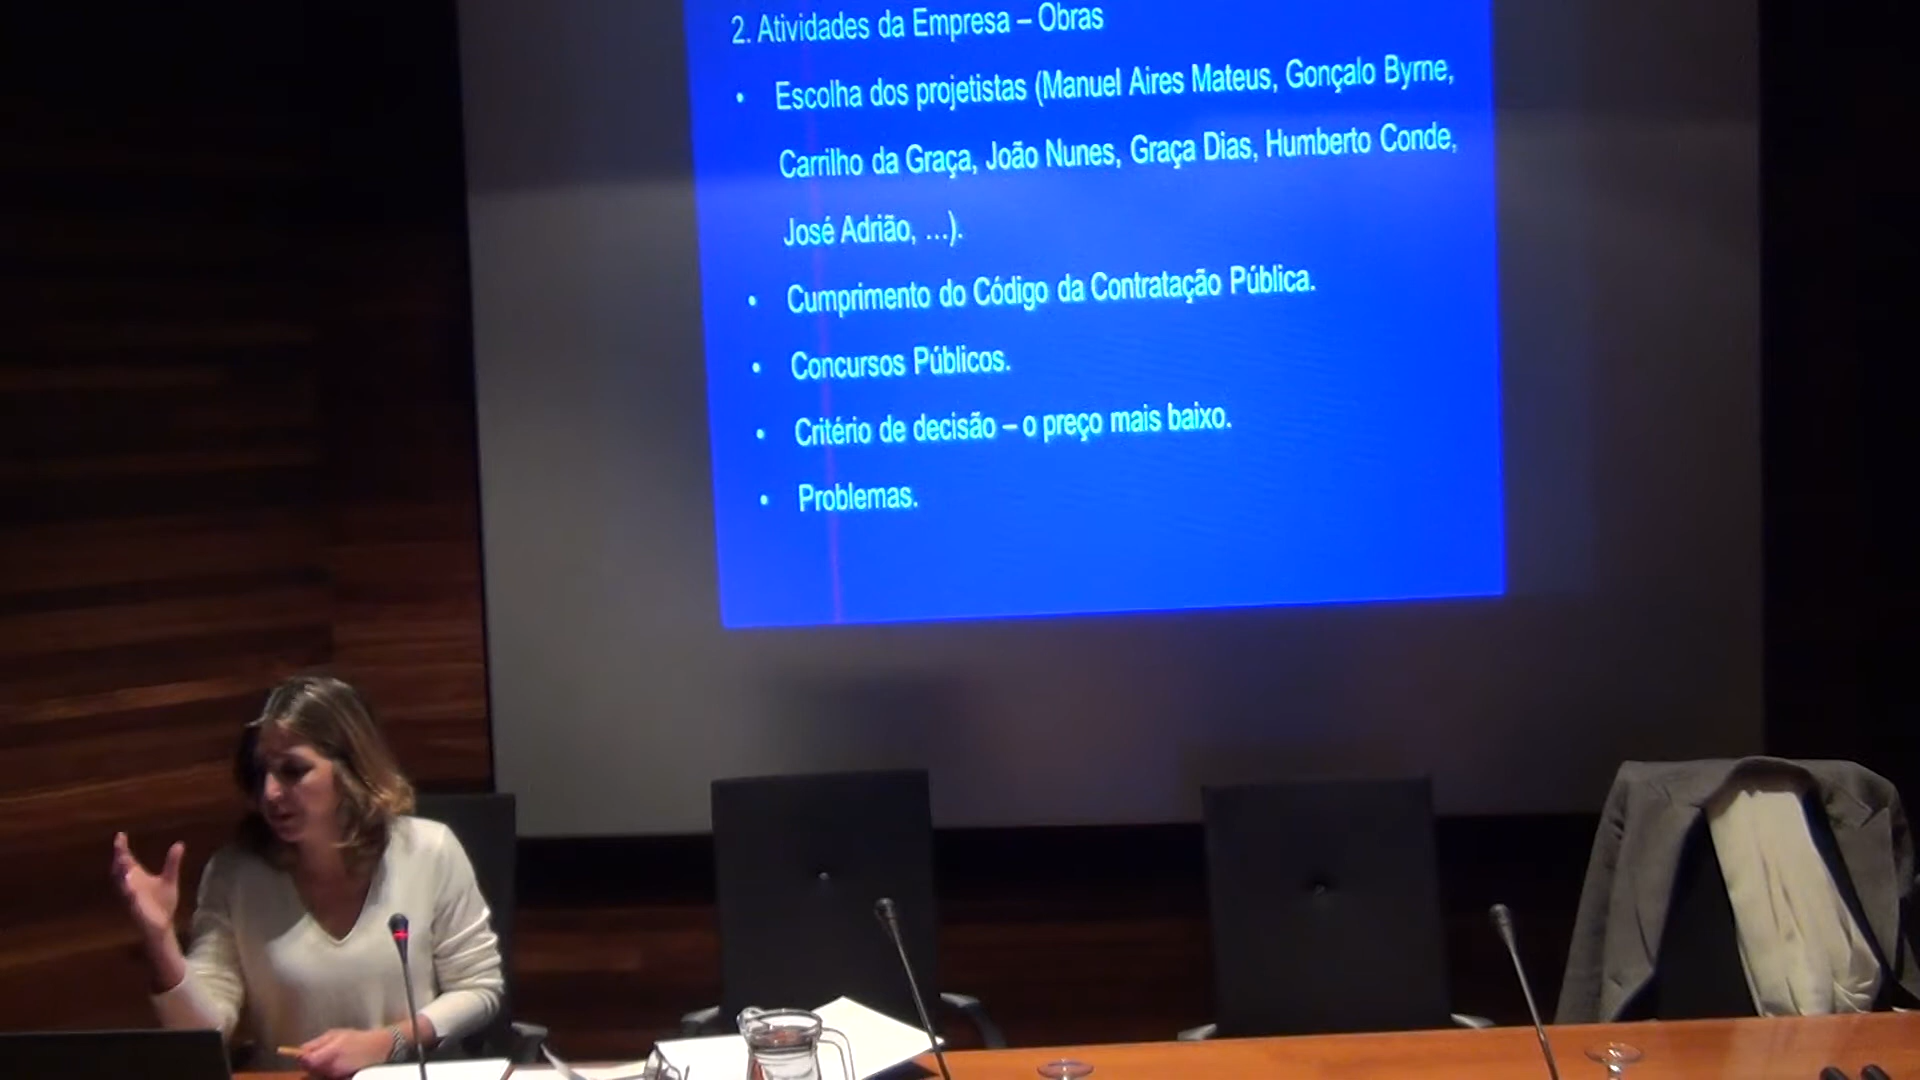 2. Atividades da Empresa – Obras
• Escolha dos projetistas (Manuel Aires Mateus, Gonçalo Byrne,
Carrilho da Graça, João Nunes, Graça Dias, Humberto Conde,
José Adrião, ...).
• Cumprimento do Código da Contratação Pública.
• Concursos Públicos.
• Critério de decisão – o preço mais baixo.
• Problemas.